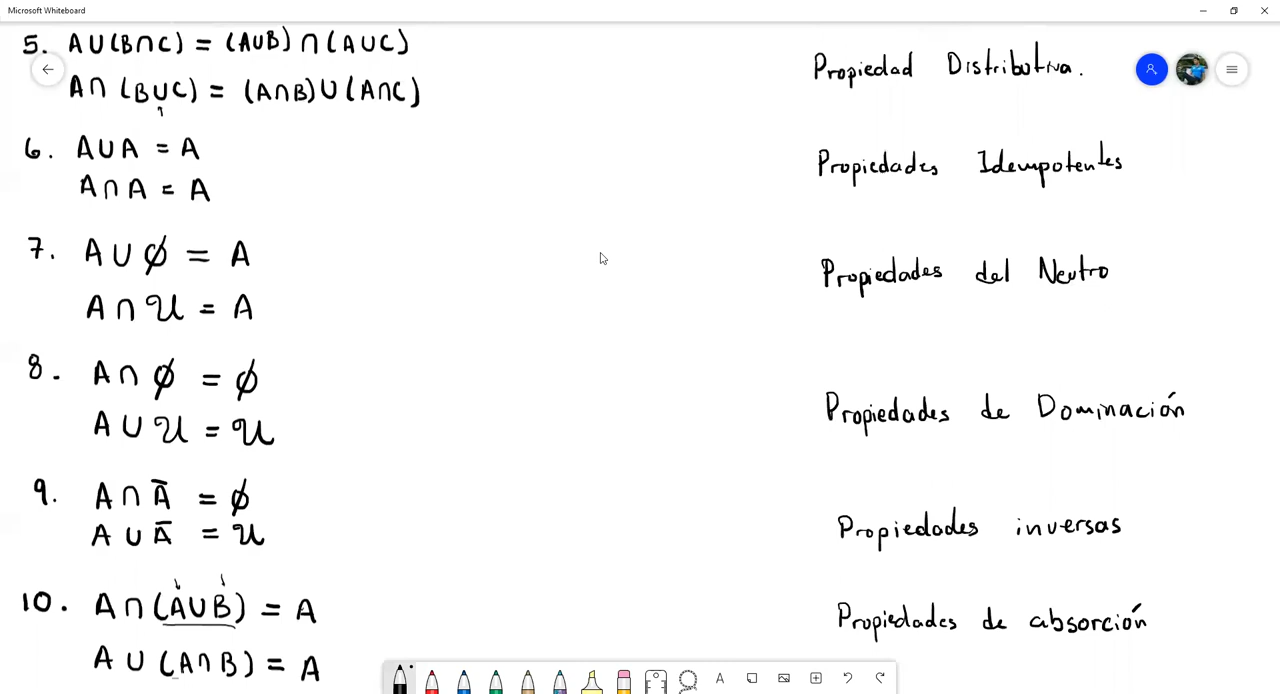 Microsoft Whiteboard
5. A∪(B∩C) = (A∪B)∩(A∪C)
Propiedad Distributiva.
A∩(B∪C) = (A∩B)∪(A∩C)
6. A∪A = A
Propiedades Idempotentes
A∩A = A
7. A∪∅ = A
Propiedades del Neutro
A∩U = A
8. A∩∅ = ∅
Propiedades de Dominación
A∪U = U
9. A∩Ā = ∅
Propiedades inversas
A∪Ā = U
10. A∩(A∪B) = A
Propiedades de absorción
A∪(A∩B) = A
A